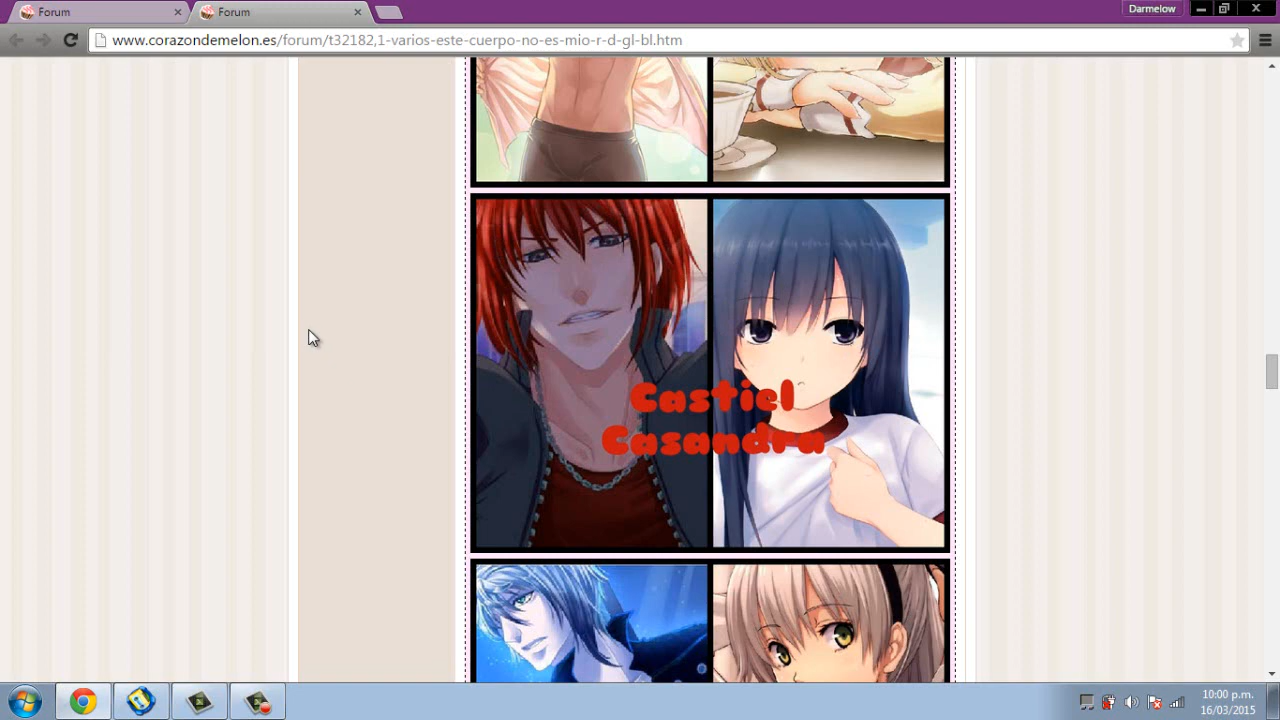 Forum
Forum
Darmelow
www.corazondemelon.es/forum/t32182,1-varios-este-cuerpo-no-es-mio-r-d-gl-bl.htm
Castiel
Casandra
10:00 p.m.
16/03/2015